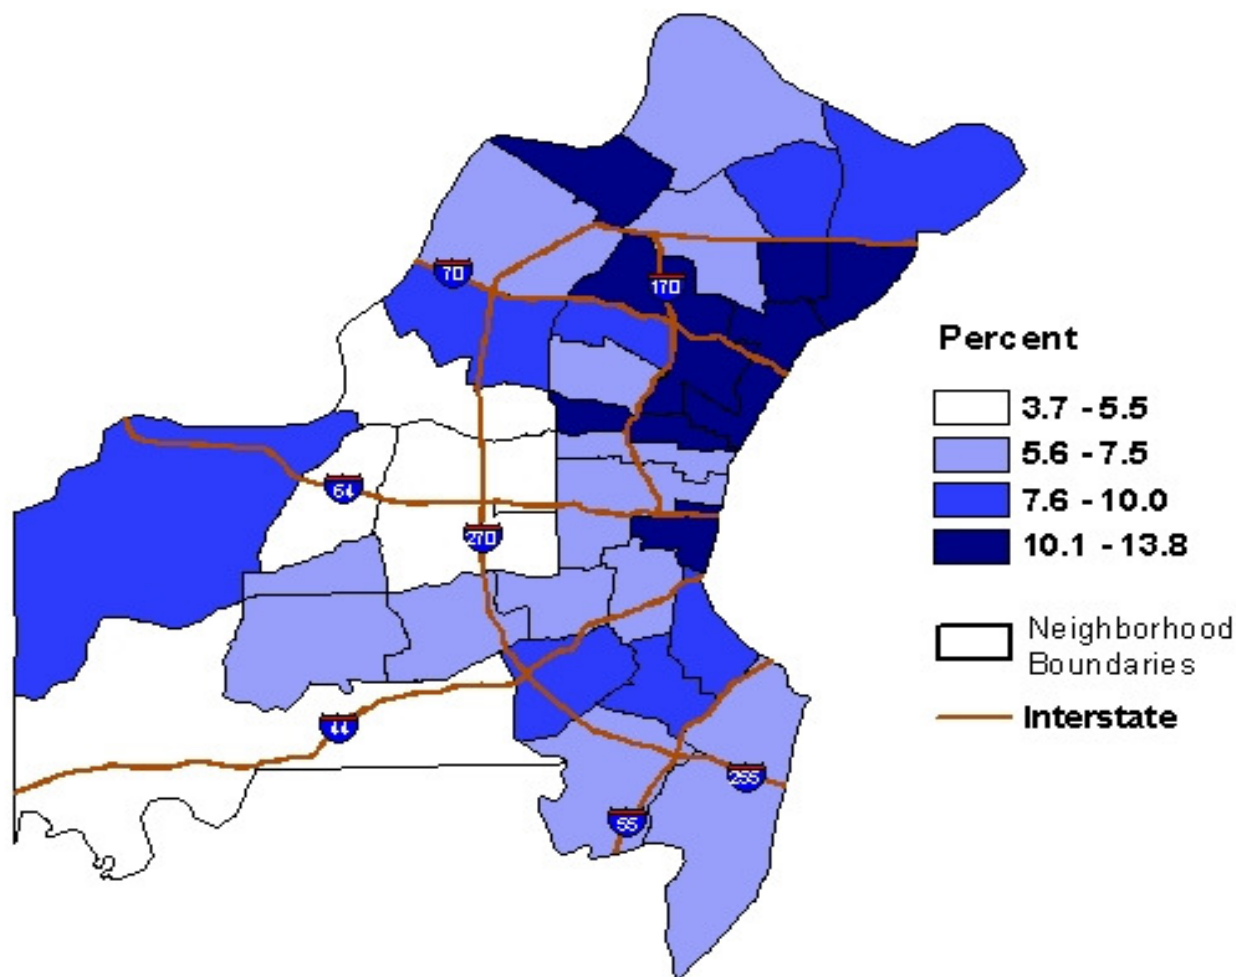 70
170
Percent
3.7 - 5.5
5.6 - 7.5
7.6 - 10.0
10.1 - 13.8
64
270
Neighborhood
Boundaries
Interstate
44
255
55